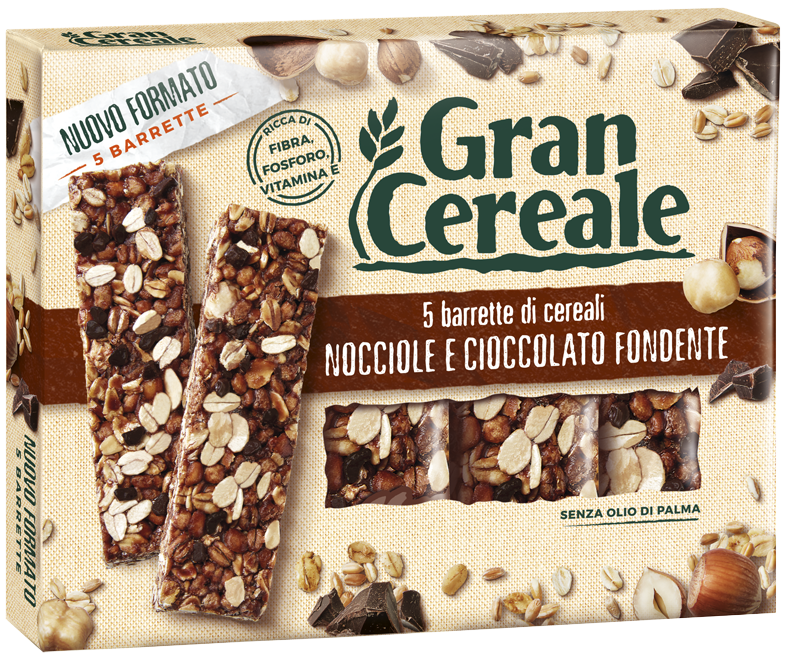 Gran
Cereale
NUOVO FORMATO
5 BARRETTE
RICCA DI
FIBRA,
FOSFORO,
VITAMINA E
Gran
Cereale
5 barrette di cereali
NOCCIOLE E CIOCCOLATO FONDENTE
SENZA OLIO DI PALMA
NUOVO FORMATO
5 BARRETTE